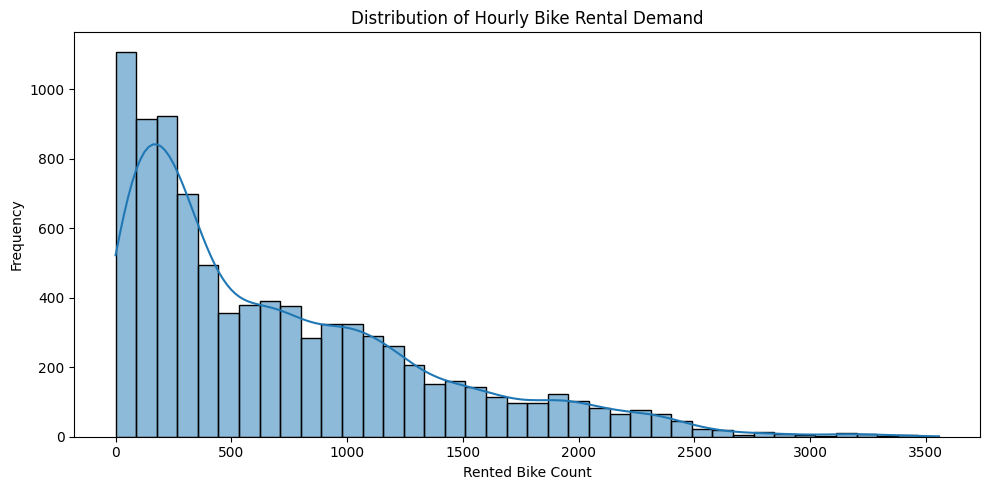 Distribution of Hourly Bike Rental Demand
Frequency
1000
800
600
400
200
0
0 500 1000 1500 2000 2500 3000 3500
Rented Bike Count